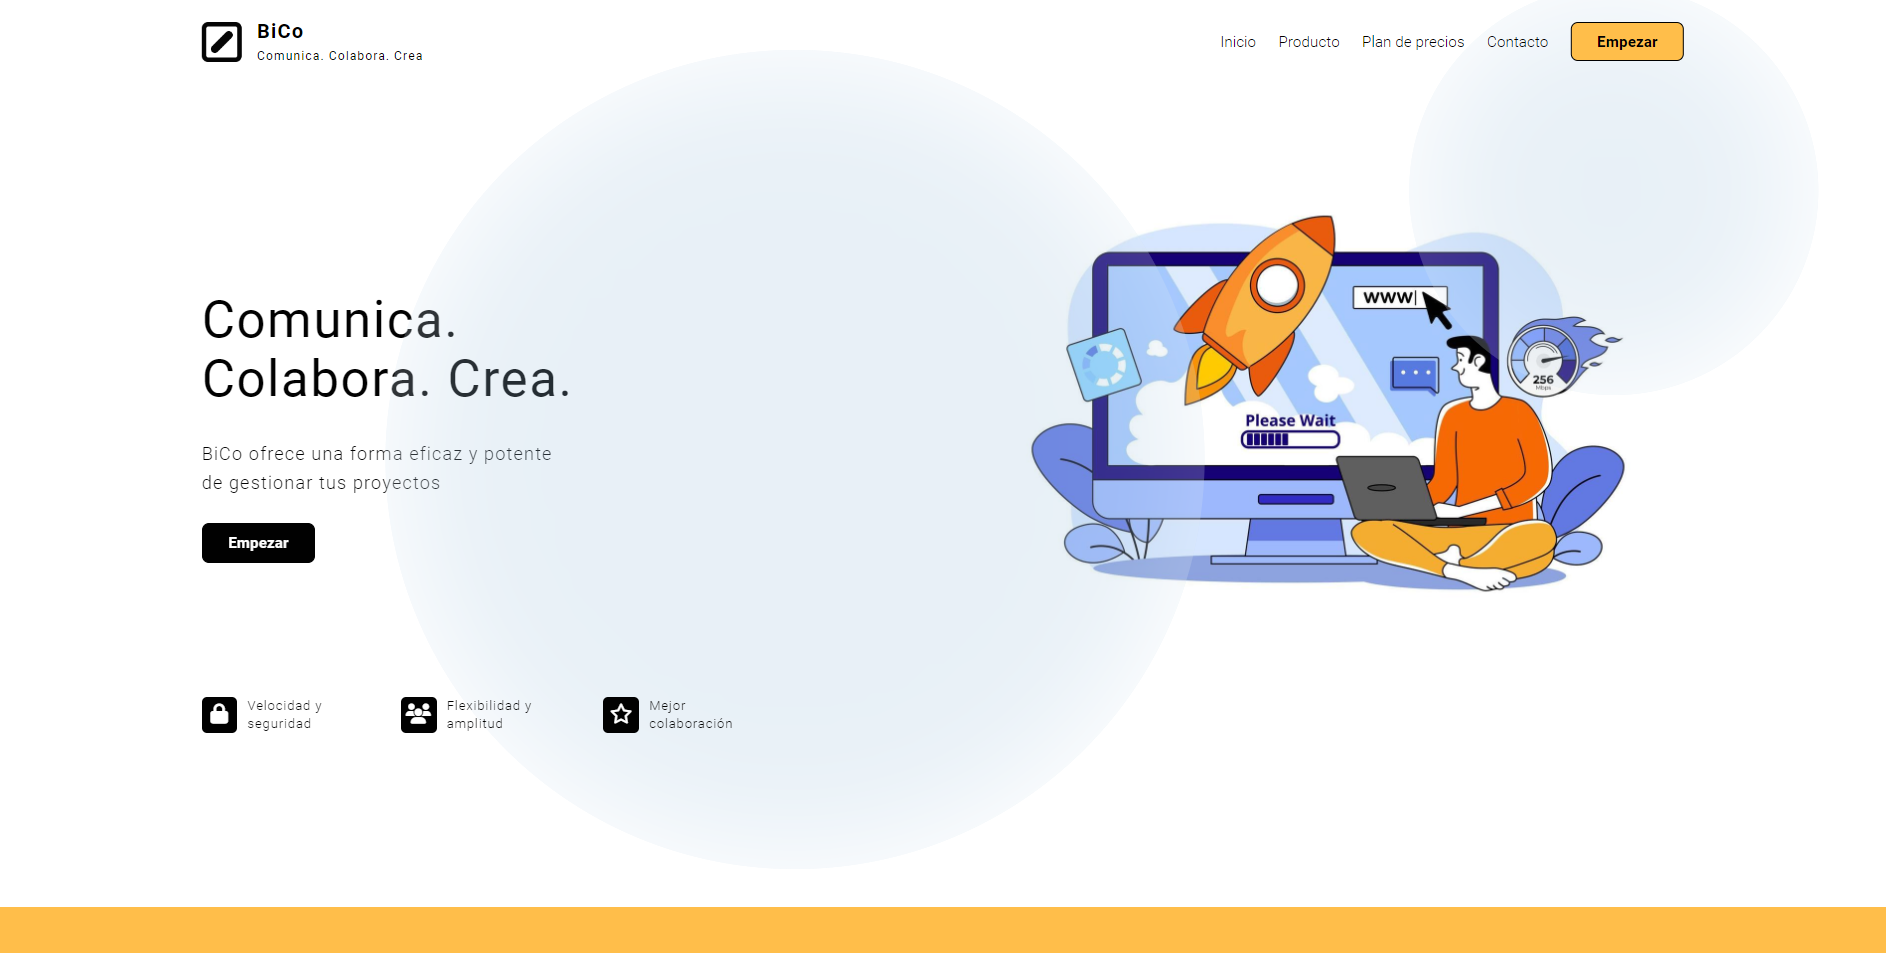 BiCo
Comunica. Colabora. Crea
Inicio
Producto
Plan de precios
Contacto
Empezar
Comunica.
Colabora. Crea.
BiCo ofrece una forma eficaz y potente
de gestionar tus proyectos
Empezar
WWW
Please Wait
256
Mbps
Velocidad y
seguridad
Flexibilidad y
amplitud
Mejor
colaboración